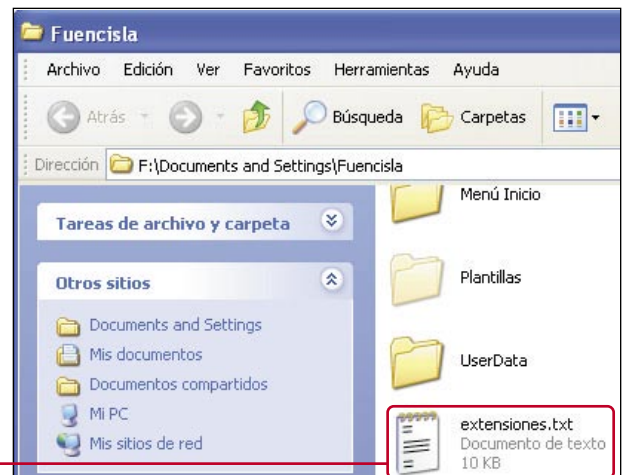 Fuencisla
Archivo Edición Ver Favoritos Herramientas Ayuda
Atrás Búsqueda Carpetas
Dirección F:\Documents and Settings\Fuencisla
Tareas de archivo y carpeta
Otros sitios
Documents and Settings
Mis documentos
Documentos compartidos
Mi PC
Mis sitios de red
Menú Inicio
Plantillas
UserData
extensiones.txt
Documento de texto
10 KB